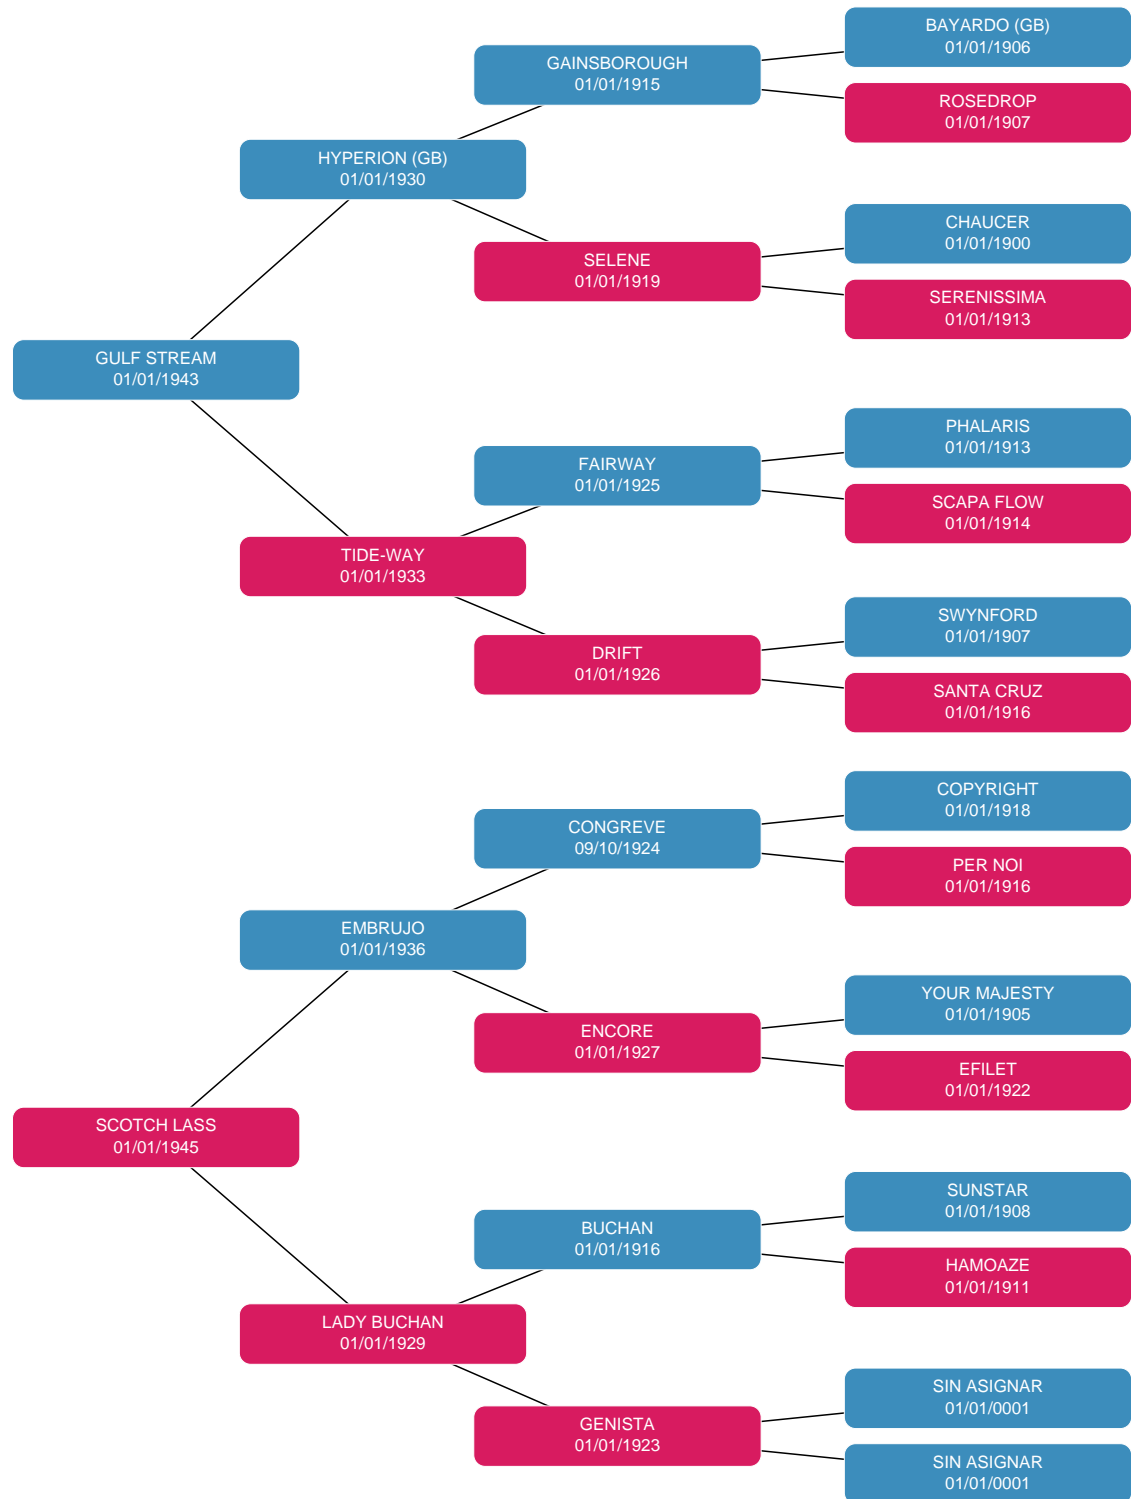 BAYARDO (GB)
01/01/1906
GAINSBOROUGH
01/01/1915
ROSEDROP
01/01/1907
HYPERION (GB)
01/01/1930
CHAUCER
01/01/1900
SELENE
01/01/1919
SERENISSIMA
01/01/1913
GULF STREAM
01/01/1943
PHALARIS
01/01/1913
FAIRWAY
01/01/1925
SCAPA FLOW
01/01/1914
TIDE-WAY
01/01/1933
SWYNFORD
01/01/1907
DRIFT
01/01/1926
SANTA CRUZ
01/01/1916
COPYRIGHT
01/01/1918
CONGREVE
09/10/1924
PER NOI
01/01/1916
EMBRUJO
01/01/1936
YOUR MAJESTY
01/01/1905
ENCORE
01/01/1927
EFILET
01/01/1922
SCOTCH LASS
01/01/1945
SUNSTAR
01/01/1908
BUCHAN
01/01/1916
HAMOAZE
01/01/1911
LADY BUCHAN
01/01/1929
SIN ASIGNAR
01/01/0001
GENISTA
01/01/1923
SIN ASIGNAR
01/01/0001